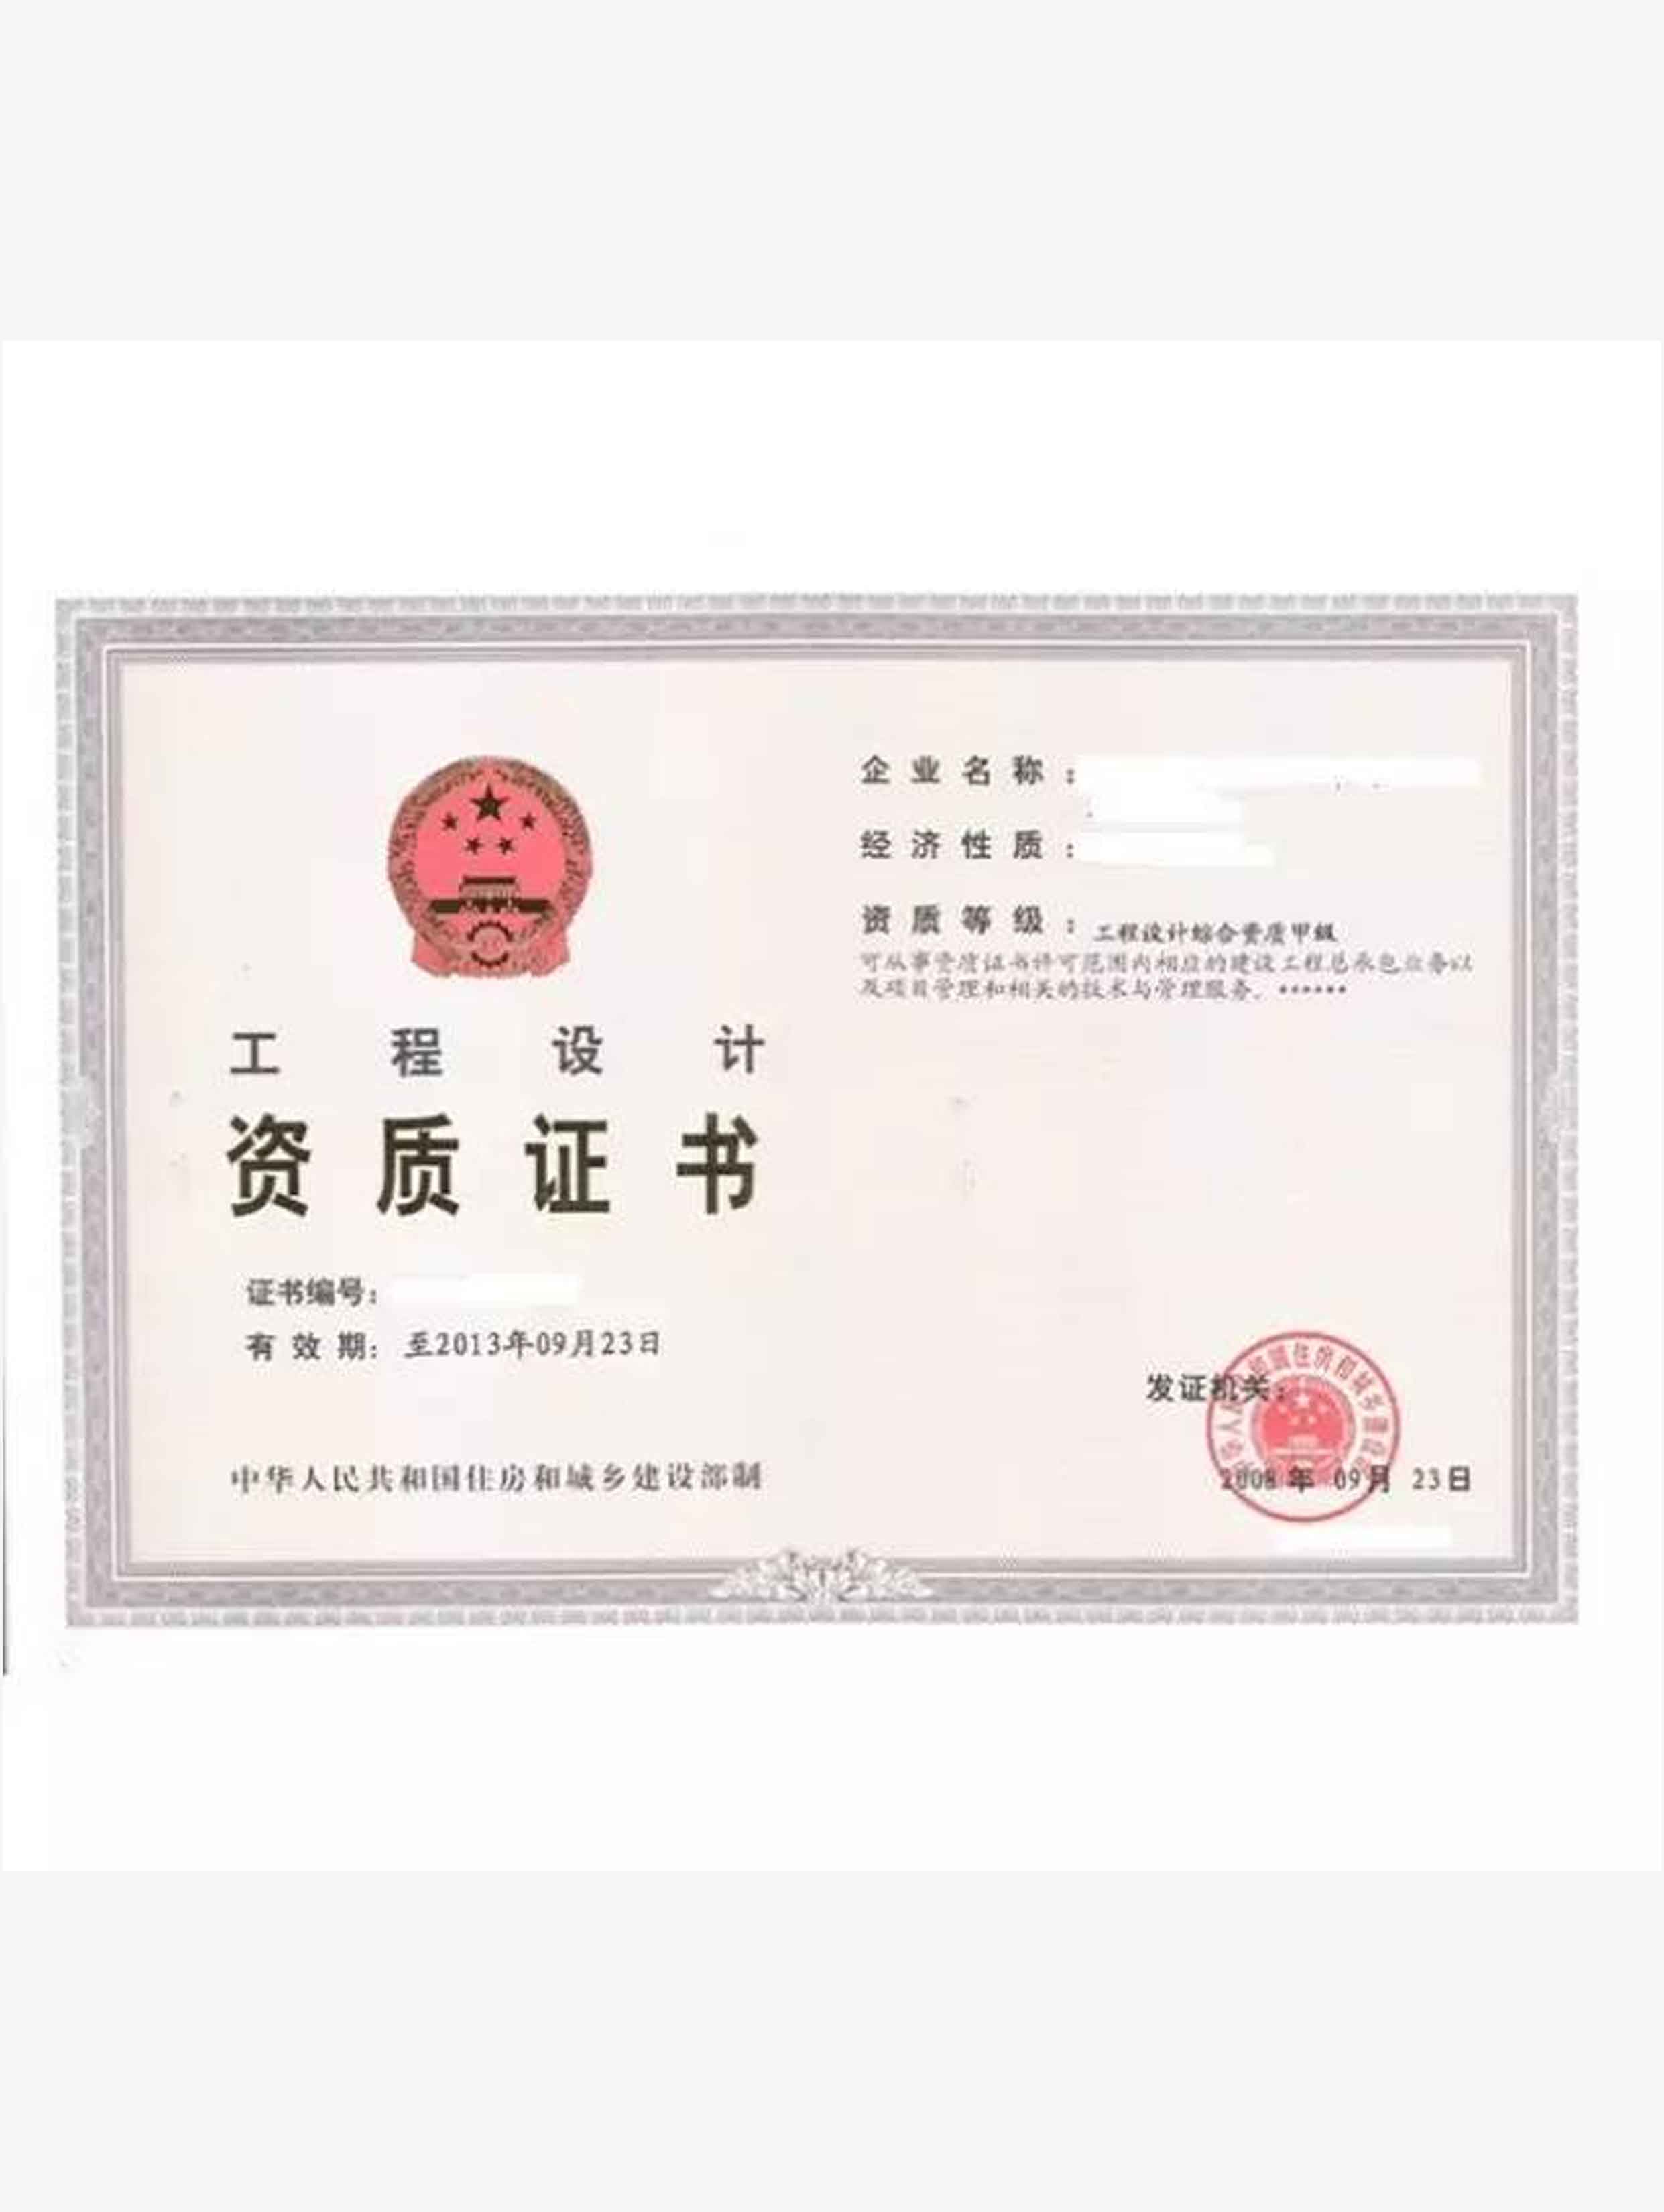 工程设计
资质证书
证书编号：
有效期：至2013年09月23日
中华人民共和国住房和城乡建设部制
企业名称：
经济性质：
资质等级：工程设计综合资质甲级
可从事资质证书许可范围内相应的建设工程总承包业务以
及项目管理和相关的技术与管理服务。******
发证机关：
2008年09月23日